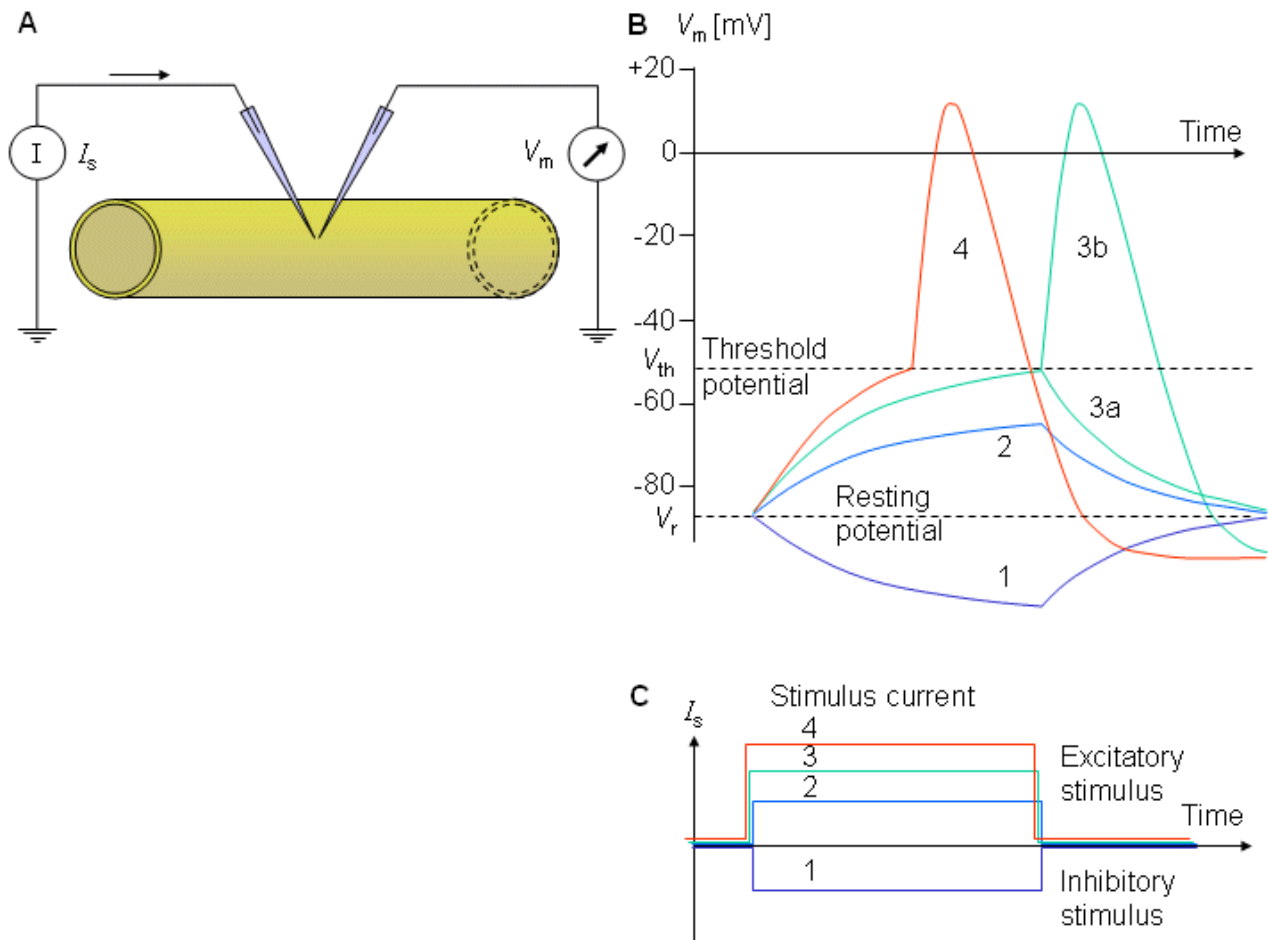 A
I
I_s
V_m
B V_m [mV]
+20
Time
0
-20
4
3b
-40
V_th
Threshold
potential
-60
3a
2
-80
Resting
potential
V_r
1
C
Stimulus current
I_s
4
3
2
Excitatory
stimulus
Time
1
Inhibitory
stimulus